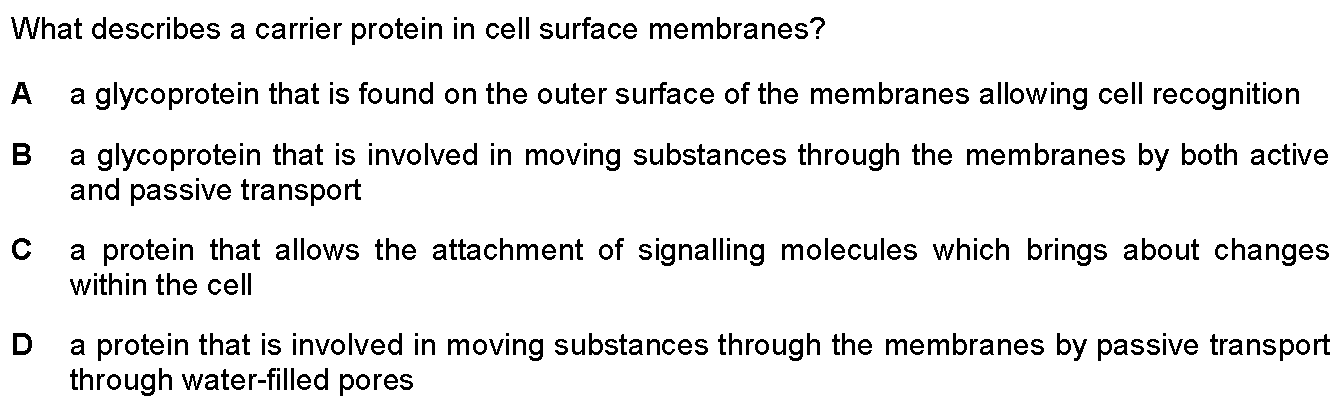 What describes a carrier protein in cell surface membranes?
A a glycoprotein that is found on the outer surface of the membranes allowing cell recognition
B a glycoprotein that is involved in moving substances through the membranes by both active
and passive transport
C a protein that allows the attachment of signalling molecules which brings about changes
within the cell
D a protein that is involved in moving substances through the membranes by passive transport
through water-filled pores